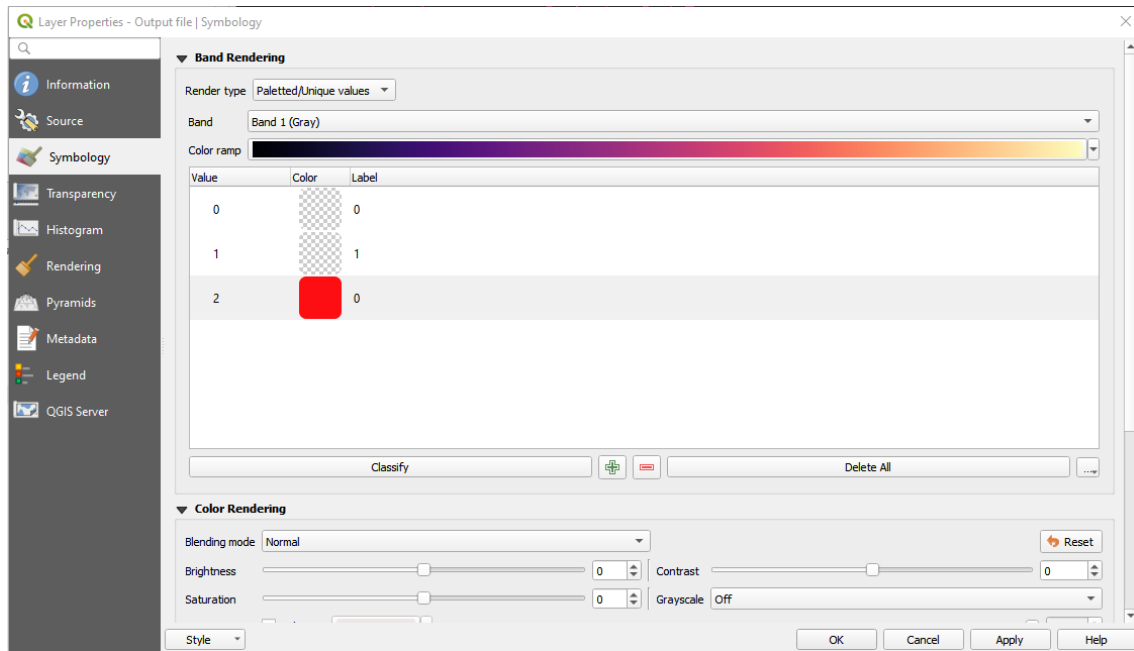 Layer Properties - Output file | Symbology
Information
Source
Symbology
Transparency
Histogram
Rendering
Pyramids
Metadata
Legend
QGIS Server
Band Rendering
Render type Paletted/Unique values
Band Band 1 (Gray)
Color ramp
Value Color Label
0 0
1 1
2 0
Classify Delete All ...
Color Rendering
Blending mode Normal Reset
Brightness 0 Contrast 0
Saturation 0 Grayscale Off
Style OK Cancel Apply Help